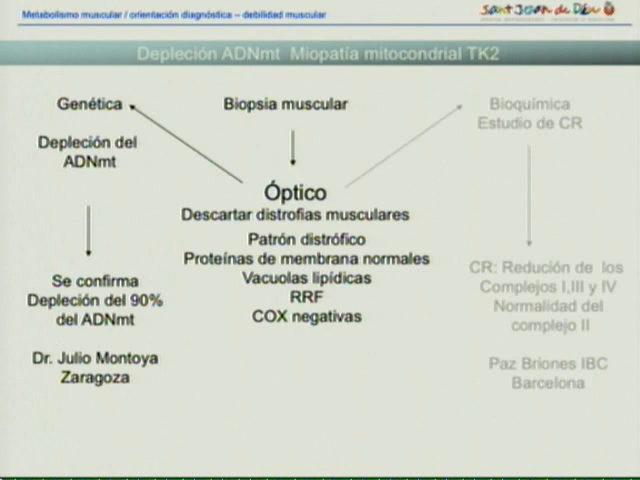 Metabolismo muscular / orientación diagnóstica – debilidad muscular
Sant Joan de Déu
Depleción ADNmt Miopatía mitocondrial TK2
Genética
Depleción del
ADNmt
Se confirma
Depleción del 90%
del ADNmt
Dr. Julio Montoya
Zaragoza
Biopsia muscular
Óptico
Descartar distrofias musculares
Patrón distrófico
Proteínas de membrana normales
Vacuolas lipídicas
RRF
COX negativas
Bioquímica
Estudio de CR
CR: Redución de los
Complejos I,III y IV
Normalidad del
complejo II
Paz Briones IBC
Barcelona